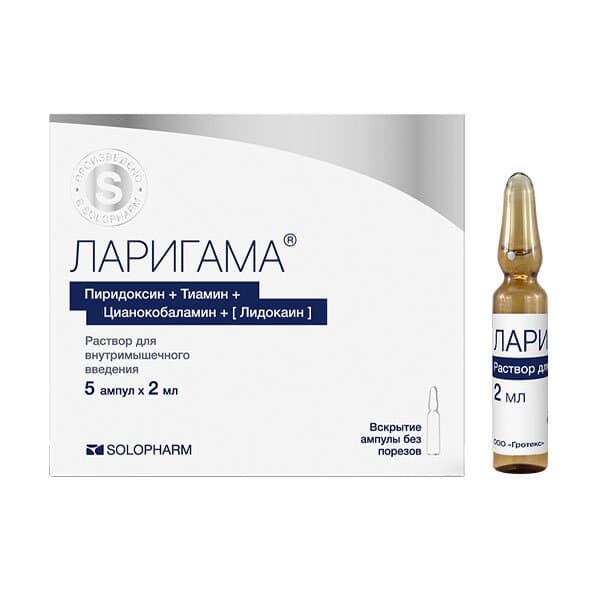 ПРОИЗВЕДЕНО
В SOLOPHARM
S
ЛАРИГАМА®
Пиридоксин + Тиамин +
Цианокобаламин + [ Лидокаин ]
Раствор для
внутримышечного
введения
5 ампул x 2 мл
Вскрытие
ампулы без
порезов
SOLOPHARM
ЛАРИ
Раствор для
2 мл
ООО «Гротекс»